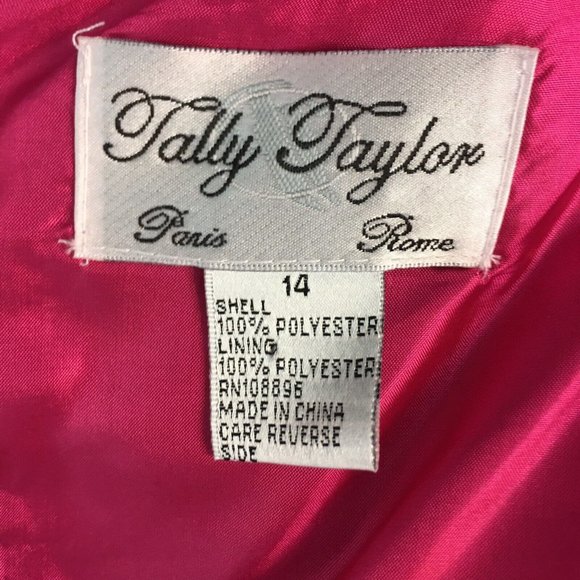 Tally Taylor
Paris Rome
14
SHELL
100% POLYESTER
LINING
100% POLYESTER
RN108896
MADE IN CHINA
CARE REVERSE
SIDE